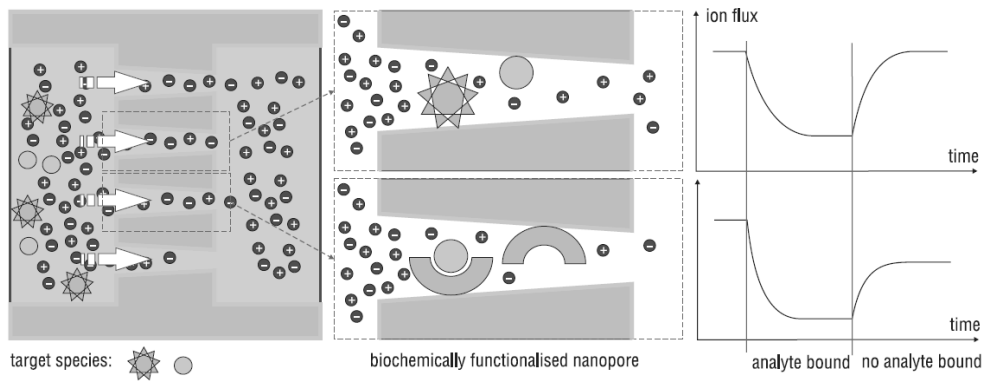 ion flux
time
time
target species:
biochemically functionalised nanopore
analyte bound
no analyte bound